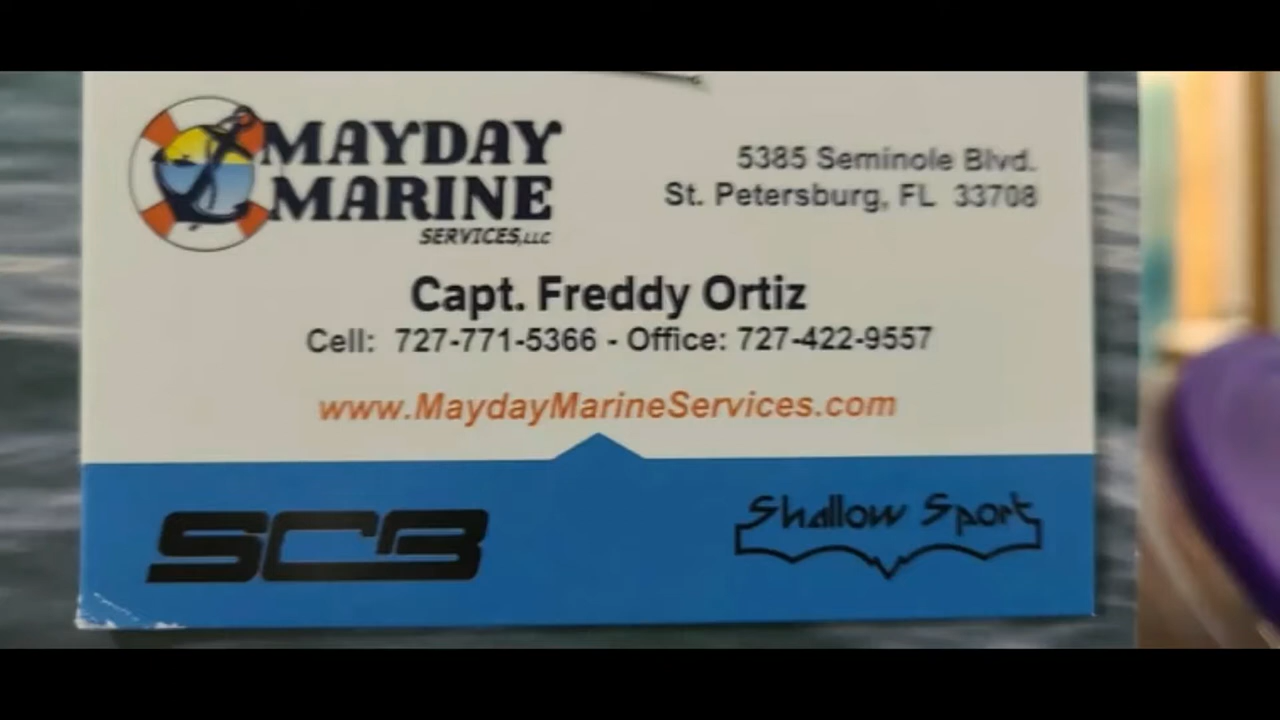 MAYDAY
MARINE
SERVICES,LLC
5385 Seminole Blvd.
St. Petersburg, FL 33708
Capt. Freddy Ortiz
Cell: 727-771-5366 - Office: 727-422-9557
www.MaydayMarineServices.com
SCB
Shallow Sport